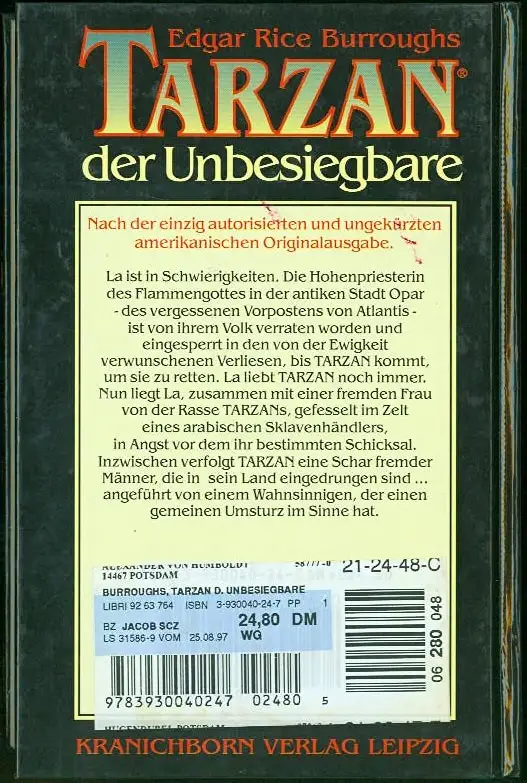 Edgar Rice Burroughs
TARZAN®
der Unbesiegbare
Nach der einzig autorisierten und ungekürzten
amerikanischen Originalausgabe.
La ist in Schwierigkeiten. Die Hohenpriesterin
des Flammengottes in der antiken Stadt Opar
- des vergessenen Vorpostens von Atlantis -
ist von ihrem Volk verraten worden und
eingesperrt in den von der Ewigkeit
verwunschenen Verliesen, bis TARZAN kommt,
um sie zu retten. La liebt TARZAN noch immer.
Nun liegt La, zusammen mit einer fremden Frau
von der Rasse TARZANs, gefesselt im Zelt
eines arabischen Sklavenhändlers,
in Angst vor dem ihr bestimmten Schicksal.
Inzwischen verfolgt TARZAN eine Schar fremder
Männer, die in sein Land eingedrungen sind ...
angeführt von einem Wahnsinnigen, der einen
gemeinen Umsturz im Sinne hat.
ALEXANDER VON HUMBOLDT 98777-0 21-24-48-C
14467 POTSDAM
BURROUGHS, TARZAN D. UNBESIEGBARE
LIBRI 92 63 764 ISBN 3-930040-24-7 PP 1
BZ JACOB SCZ 24,80 DM
LS 31586-9 VOM 25.08.97 WG
06 280 048
9783930040247 02480 5
KRANICHBORN VERLAG LEIPZIG